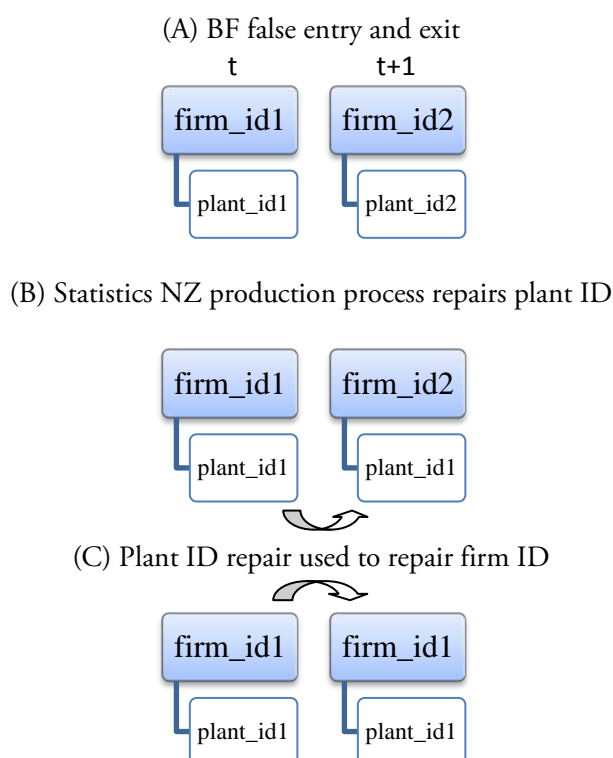 (A) BF false entry and exit
t t+1
firm_id1 firm_id2
plant_id1 plant_id2
(B) Statistics NZ production process repairs plant ID
firm_id1 firm_id2
plant_id1 plant_id1
(C) Plant ID repair used to repair firm ID
firm_id1 firm_id1
plant_id1 plant_id1